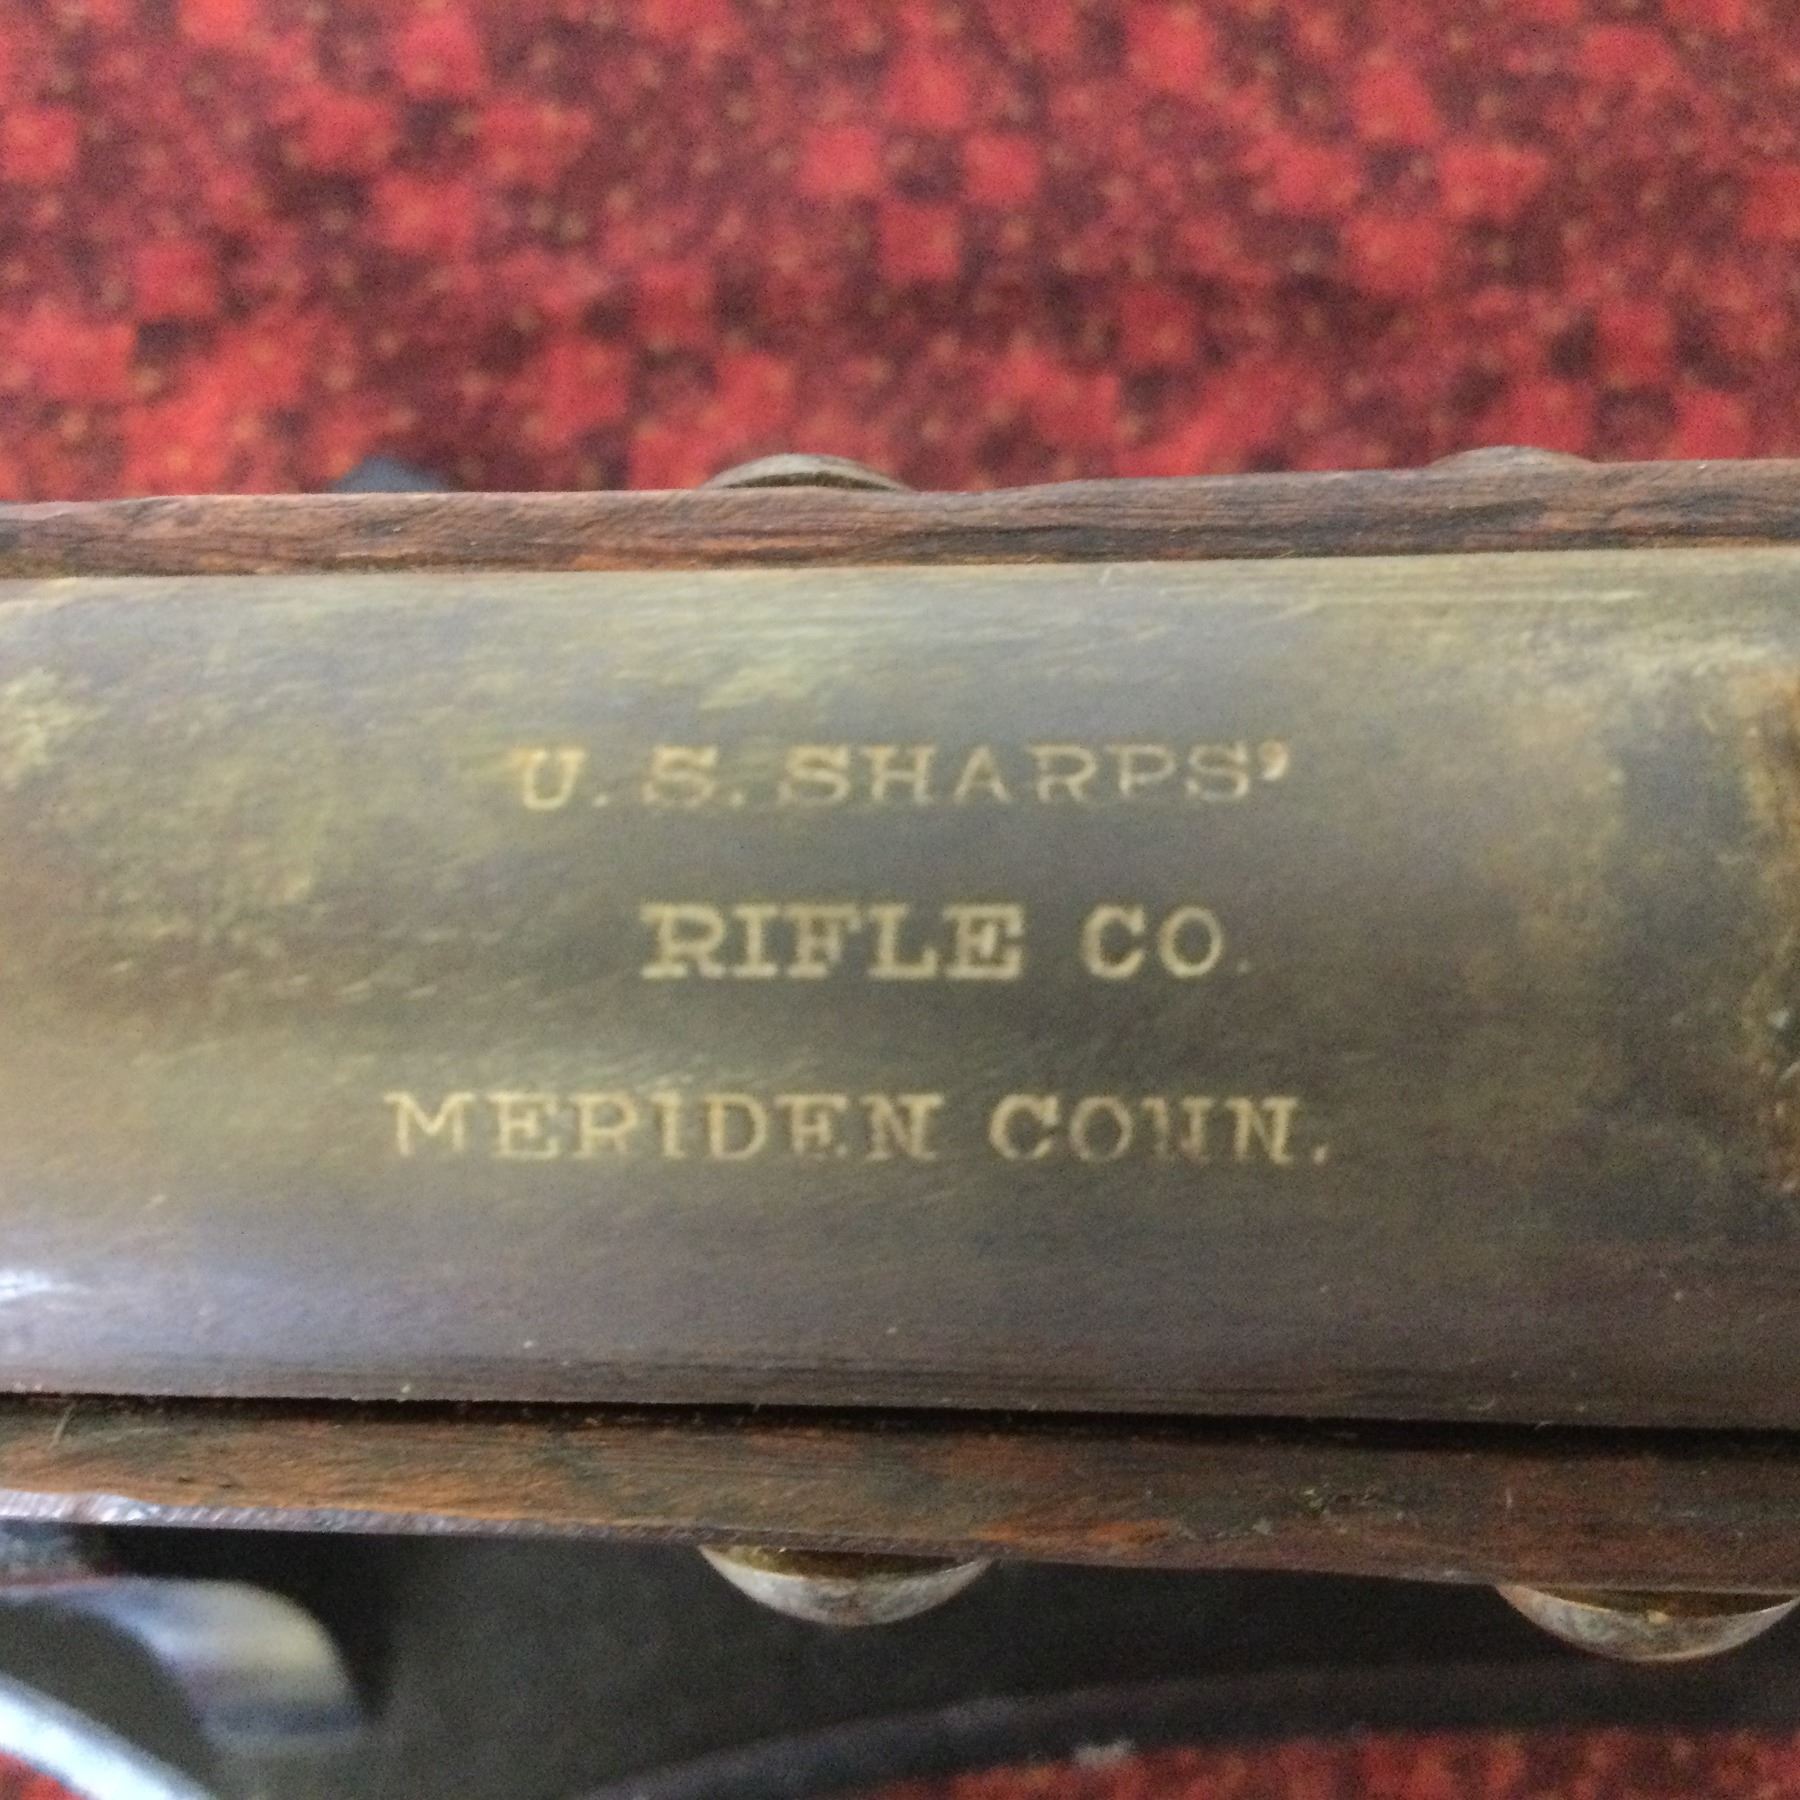 U.S. SHARPS'
RIFLE CO.
MERIDEN CONN.